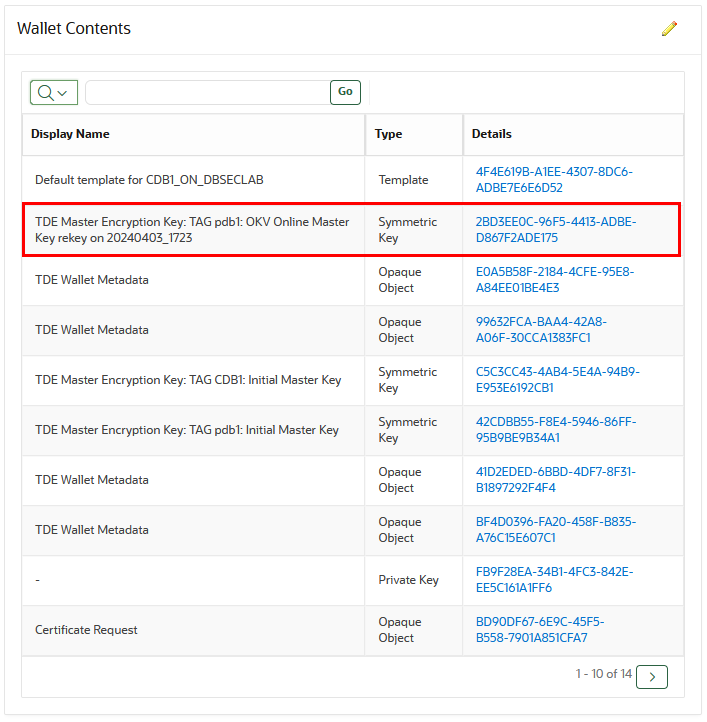 Wallet Contents
Go
Display Name Type Details
Default template for CDB1_ON_DBSECLAB Template 4F4E619B-A1EE-4307-8DC6-
ADBE7E6E6D52
TDE Master Encryption Key: TAG pdb1: OKV Online Master Symmetric 2BD3EE0C-96F5-4413-ADBE-
Key rekey on 20240403_1723 Key D867F2ADE175
TDE Wallet Metadata Opaque E0A5B58F-2184-4CFE-95E8-
Object A84EE01BE4E3
TDE Wallet Metadata Opaque 99632FCA-BAA4-42A8-
Object A06F-30CCA1383FC1
TDE Master Encryption Key: TAG CDB1: Initial Master Key Symmetric C5C3CC43-4AB4-5E4A-94B9-
Key E953E6192CB1
TDE Master Encryption Key: TAG pdb1: Initial Master Key Symmetric 42CDBB55-F8E4-5946-86FF-
Key 95B9BE9B34A1
TDE Wallet Metadata Opaque 41D2EDED-6BBD-4DF7-8F31-
Object B1897292F4F4
TDE Wallet Metadata Opaque BF4D0396-FA20-458F-B835-
Object A76C15E607C1
- Private Key FB9F28EA-34B1-4FC3-842E-
EE5C161A1FF6
Certificate Request Opaque BD90DF67-6E9C-45F5-
Object B558-7901A851CFA7
1 - 10 of 14